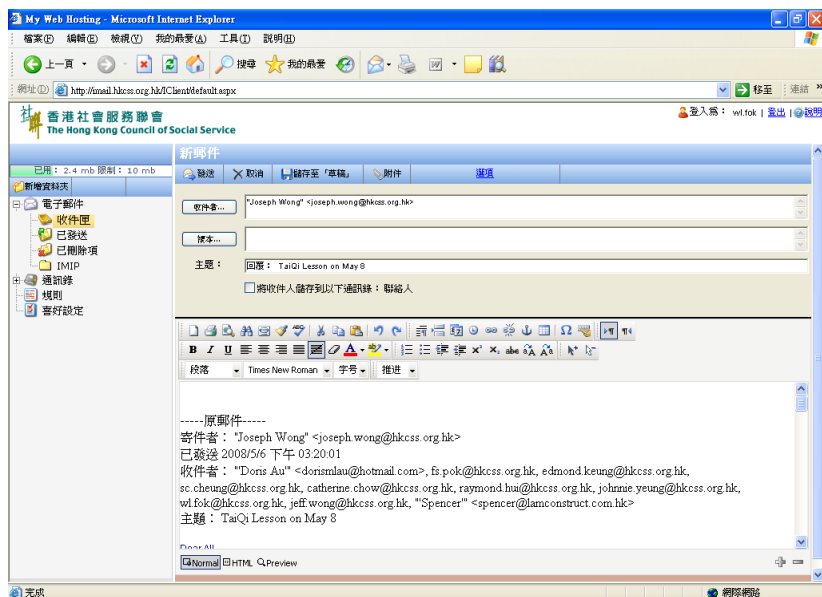 My Web Hosting - Microsoft Internet Explorer
檔案(F) 編輯(E) 檢視(V) 我的最愛(A) 工具(T) 說明(H)
上一頁 搜尋 我的最愛
網址(D) http://imail.hkcss.org.hk/IClient/default.aspx 移至 連結 »
香港社會服務聯會
The Hong Kong Council of Social Service
登入為： wl.fok | 登出 | 說明
新郵件
已用： 2.4 mb 限制： 10 mb
發送 取消 儲存至「草稿」 附件 選項
新增資料夾
電子郵件
收件匣
已發送
已刪除項
IMIP
通訊錄
規則
喜好設定
收件者... "Joseph Wong" <joseph.wong@hkcss.org.hk>
複本...
主題： 回覆： TaiQi Lesson on May 8
將收件人儲存到以下通訊錄： 聯絡人
段落 Times New Roman 字号 推进
-----原郵件-----
寄件者： "Joseph Wong" <joseph.wong@hkcss.org.hk>
已發送 2008/5/6 下午 03:20:01
收件者： "'Doris Au'" <dorismlau@hotmail.com>, fs.pok@hkcss.org.hk, edmond.keung@hkcss.org.hk,
sc.cheung@hkcss.org.hk, catherine.chow@hkcss.org.hk, raymond.hui@hkcss.org.hk, johnnie.yeung@hkcss.org.hk,
wl.fok@hkcss.org.hk, jeff.wong@hkcss.org.hk, "'Spencer'" <spencer@lamconstruct.com.hk>
主題： TaiQi Lesson on May 8
Dear All
Normal HTML Preview
完成 網際網路